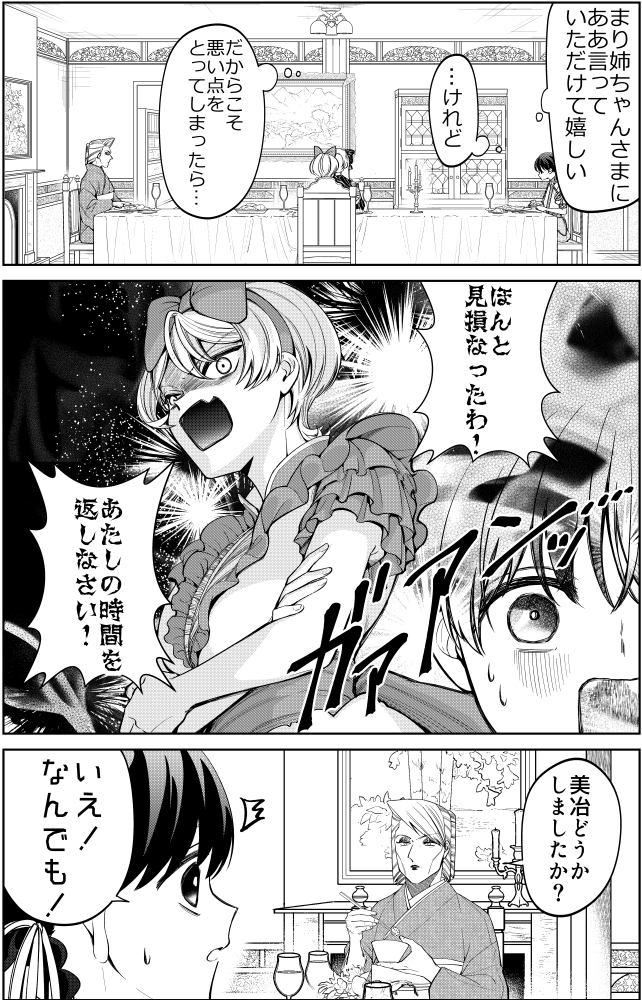 まり姉ちゃんさまに
ああ言って
いただけて嬉しい
…けれど
だからこそ
悪い点を
とってしまったら…
ほんと
見損なったわ！
あたしの時間を
返しなさい！
ガアアアンッ
美冶どうか
しましたか？
いえ！
なんでも！